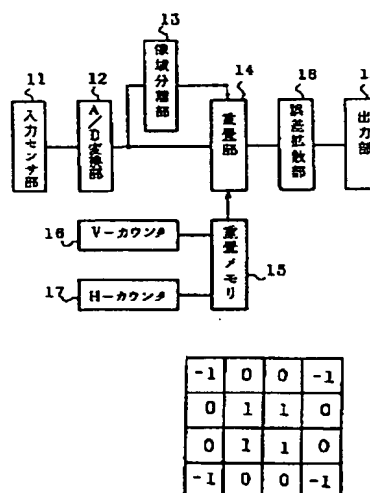 13
像域分離部
11
12
14
18
1
入力センサ部
A/D変換部
重畳部
誤差拡散部
出力部
16
V-カウンタ
重畳メモリ
15
17
H-カウンタ
-1 0 0 -1
0 1 1 0
0 1 1 0
-1 0 0 -1